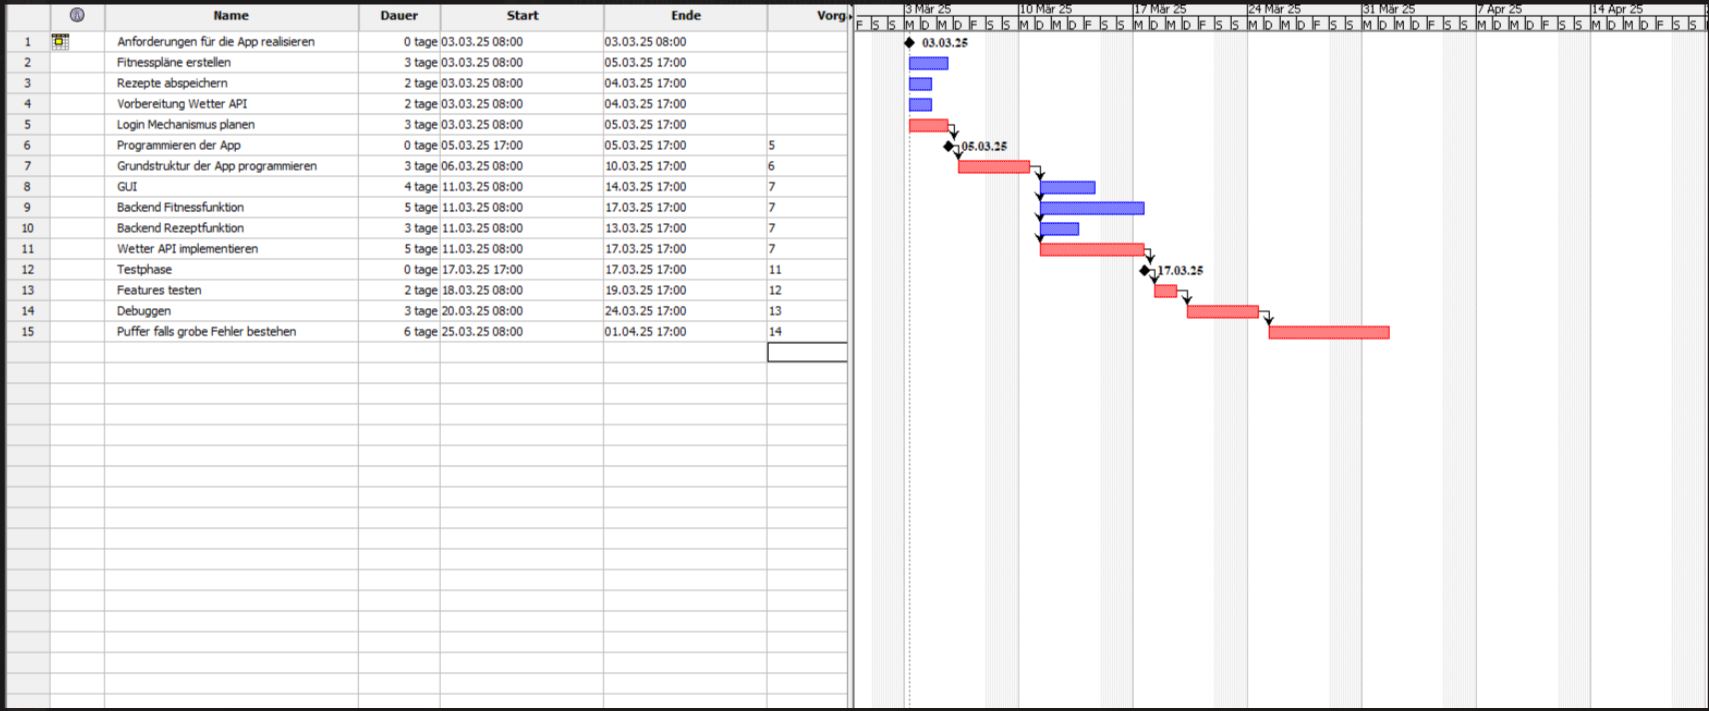 Name Dauer Start Ende Vorg
1 Anforderungen für die App realisieren 0 tage 03.03.25 08:00 03.03.25 08:00
2 Fitnesspläne erstellen 3 tage 03.03.25 08:00 05.03.25 17:00
3 Rezepte abspeichern 2 tage 03.03.25 08:00 04.03.25 17:00
4 Vorbereitung Wetter API 2 tage 03.03.25 08:00 04.03.25 17:00
5 Login Mechanismus planen 3 tage 03.03.25 08:00 05.03.25 17:00
6 Programmieren der App 0 tage 05.03.25 17:00 05.03.25 17:00 5
7 Grundstruktur der App programmieren 3 tage 06.03.25 08:00 10.03.25 17:00 6
8 GUI 4 tage 11.03.25 08:00 14.03.25 17:00 7
9 Backend Fitnessfunktion 5 tage 11.03.25 08:00 17.03.25 17:00 7
10 Backend Rezeptfunktion 3 tage 11.03.25 08:00 13.03.25 17:00 7
11 Wetter API implementieren 5 tage 11.03.25 08:00 17.03.25 17:00 7
12 Testphase 0 tage 17.03.25 17:00 17.03.25 17:00 11
13 Features testen 2 tage 18.03.25 08:00 19.03.25 17:00 12
14 Debuggen 3 tage 20.03.25 08:00 24.03.25 17:00 13
15 Puffer falls grobe Fehler bestehen 6 tage 25.03.25 08:00 01.04.25 17:00 14
3 Mär 25 10 Mär 25 17 Mär 25 24 Mär 25 31 Mär 25 7 Apr 25 14 Apr 25
F S S M D M D F S S M D M D F S S M D M D F S S M D M D F S S M D M D F S S M D M D F S S M D M D F S S
03.03.25
05.03.25
17.03.25